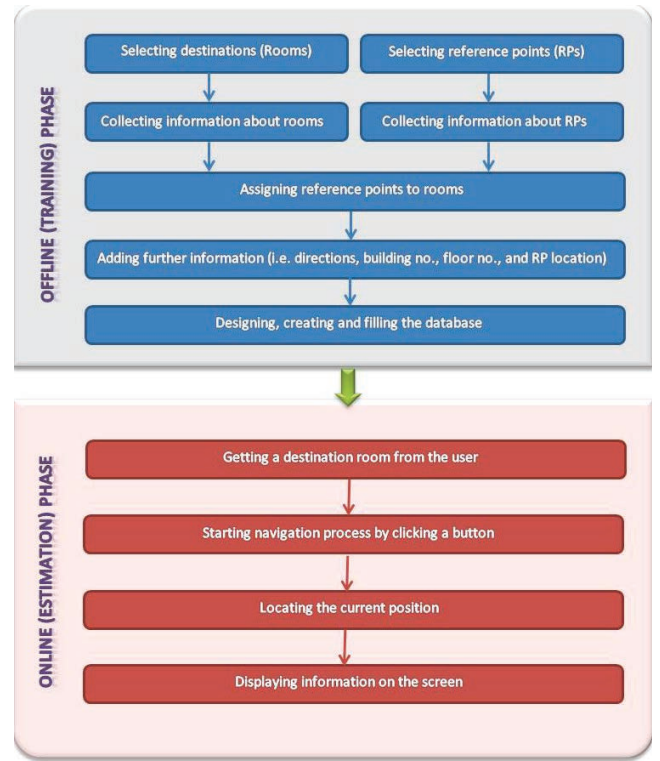 OFFLINE (TRAINING) PHASE
Selecting destinations (Rooms)
Selecting reference points (RPs)
Collecting information about rooms
Collecting information about RPs
Assigning reference points to rooms
Adding further information (i.e. directions, building no., floor no., and RP location)
Designing, creating and filling the database
ONLINE (ESTIMATION) PHASE
Getting a destination room from the user
Starting navigation process by clicking a button
Locating the current position
Displaying information on the screen